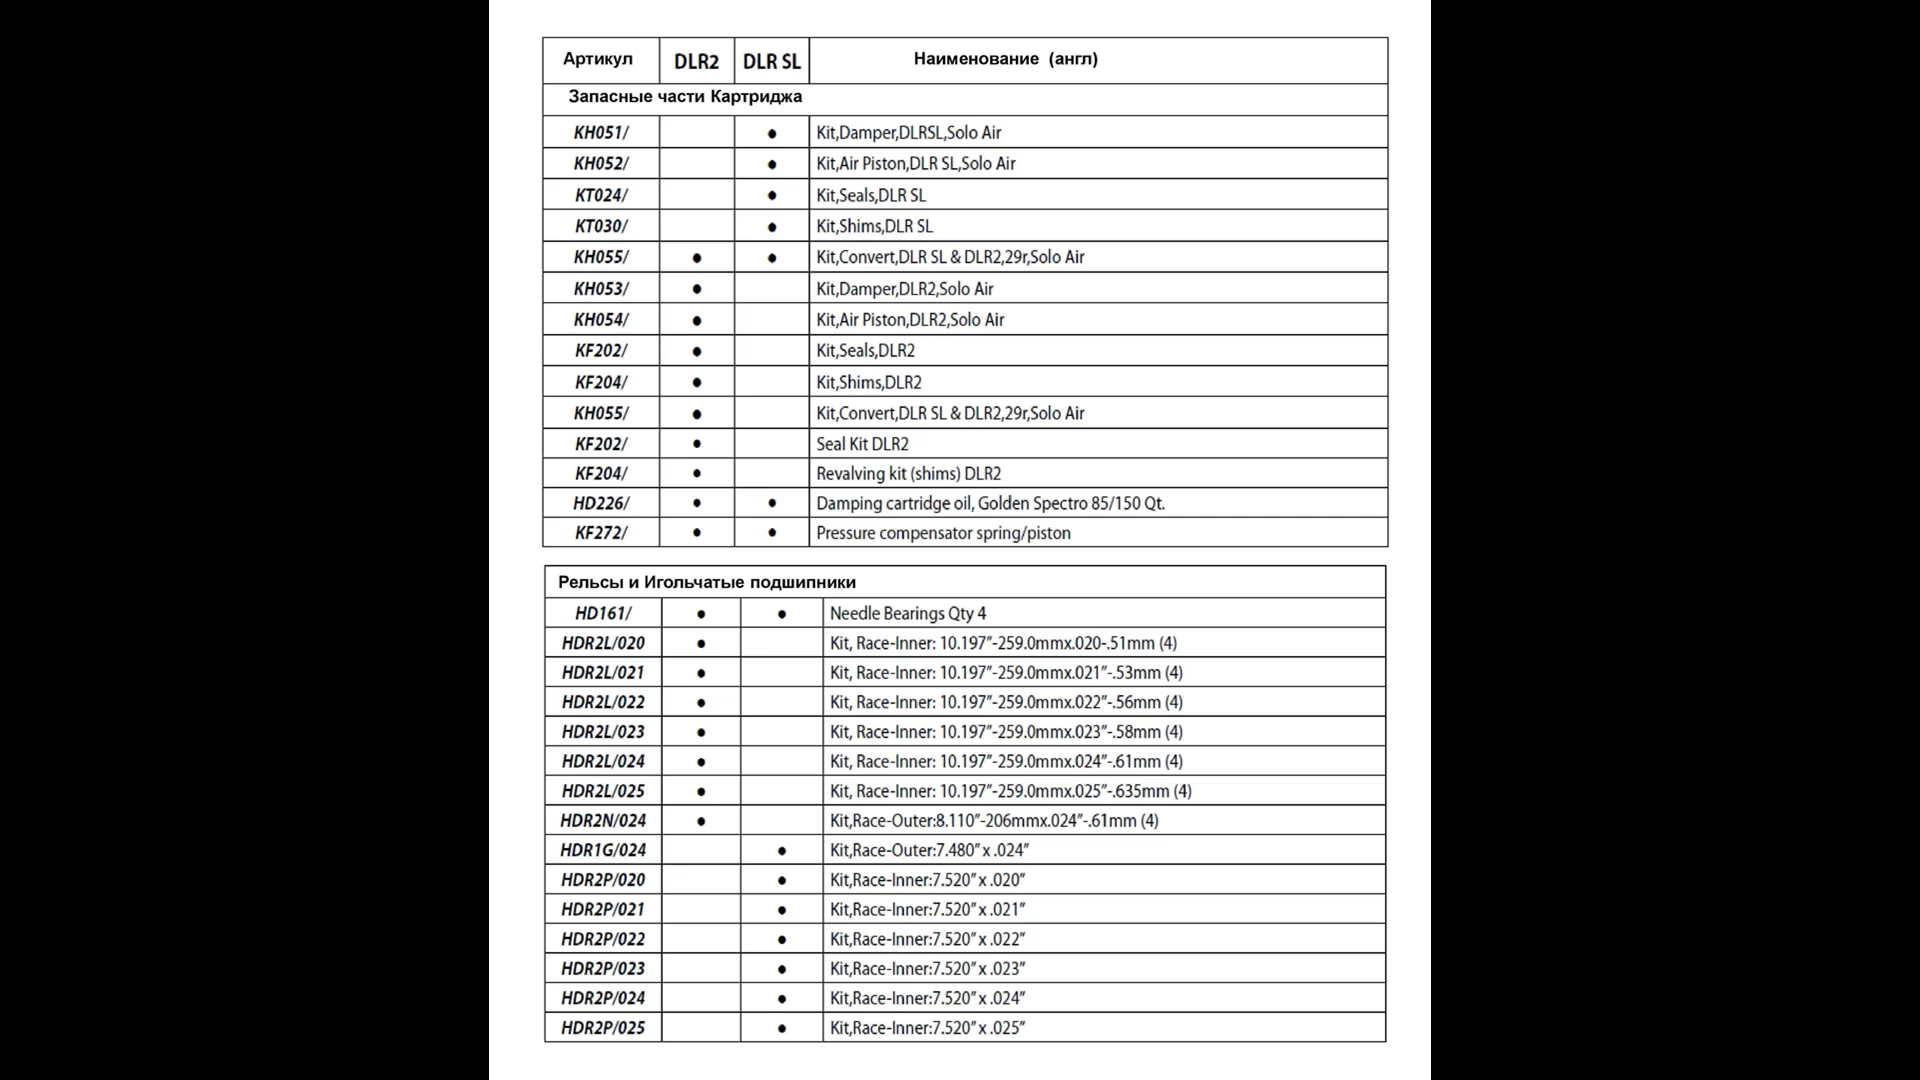 Артикул DLR2 DLR SL Наименование (англ)
Запасные части Картриджа
KH051/ ● Kit,Damper,DLRSL,Solo Air
KH052/ ● Kit,Air Piston,DLR SL,Solo Air
KT024/ ● Kit,Seals,DLR SL
KT030/ ● Kit,Shims,DLR SL
KH055/ ● ● Kit,Convert,DLR SL & DLR2,29r,Solo Air
KH053/ ● Kit,Damper,DLR2,Solo Air
KH054/ ● Kit,Air Piston,DLR2,Solo Air
KF202/ ● Kit,Seals,DLR2
KF204/ ● Kit,Shims,DLR2
KH055/ ● Kit,Convert,DLR SL & DLR2,29r,Solo Air
KF202/ ● Seal Kit DLR2
KF204/ ● Revalving kit (shims) DLR2
HD226/ ● ● Damping cartridge oil, Golden Spectro 85/150 Qt.
KF272/ ● ● Pressure compensator spring/piston
Рельсы и Игольчатые подшипники
HD161/ ● ● Needle Bearings Qty 4
HDR2L/020 ● Kit, Race-Inner: 10.197”-259.0mmx.020-.51mm (4)
HDR2L/021 ● Kit, Race-Inner: 10.197”-259.0mmx.021”-.53mm (4)
HDR2L/022 ● Kit, Race-Inner: 10.197”-259.0mmx.022”-.56mm (4)
HDR2L/023 ● Kit, Race-Inner: 10.197”-259.0mmx.023”-.58mm (4)
HDR2L/024 ● Kit, Race-Inner: 10.197”-259.0mmx.024”-.61mm (4)
HDR2L/025 ● Kit, Race-Inner: 10.197”-259.0mmx.025”-.635mm (4)
HDR2N/024 ● Kit,Race-Outer:8.110”-206mmx.024”-.61mm (4)
HDR1G/024 ● Kit,Race-Outer:7.480” x .024”
HDR2P/020 ● Kit,Race-Inner:7.520” x .020”
HDR2P/021 ● Kit,Race-Inner:7.520” x .021”
HDR2P/022 ● Kit,Race-Inner:7.520” x .022”
HDR2P/023 ● Kit,Race-Inner:7.520” x .023”
HDR2P/024 ● Kit,Race-Inner:7.520” x .024”
HDR2P/025 ● Kit,Race-Inner:7.520” x .025”